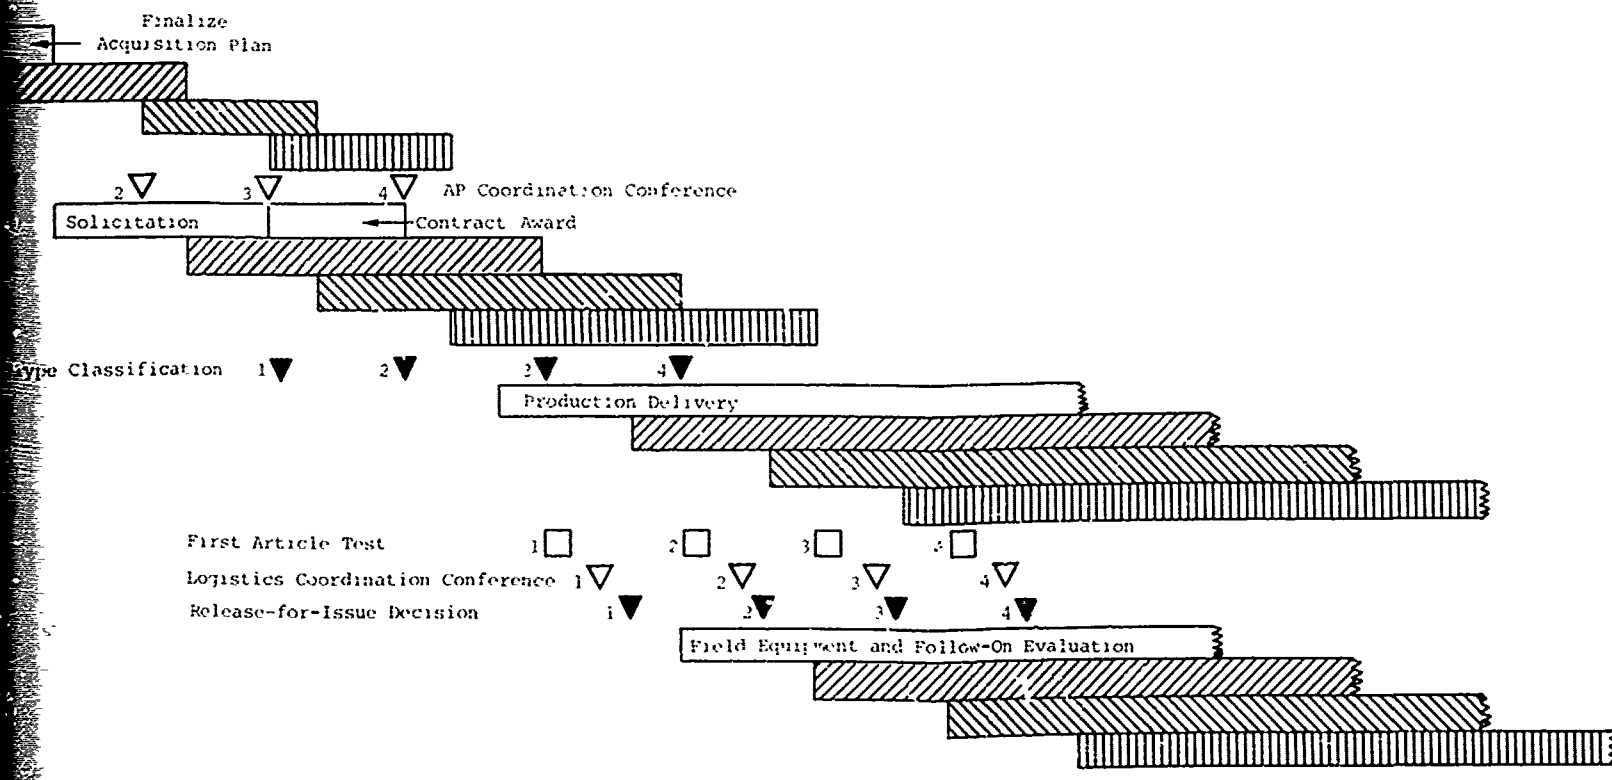 Finalize
Acquisition Plan
2 3 4 AP Coordination Conference
Solicitation Contract Award
Type Classification 1 2 3 4
Production Delivery
First Article Test 1 2 3 4
Logistics Coordination Conference 1 2 3 4
Release-for-Issue Decision 1 2 3 4
Field Equipment and Follow-On Evaluation